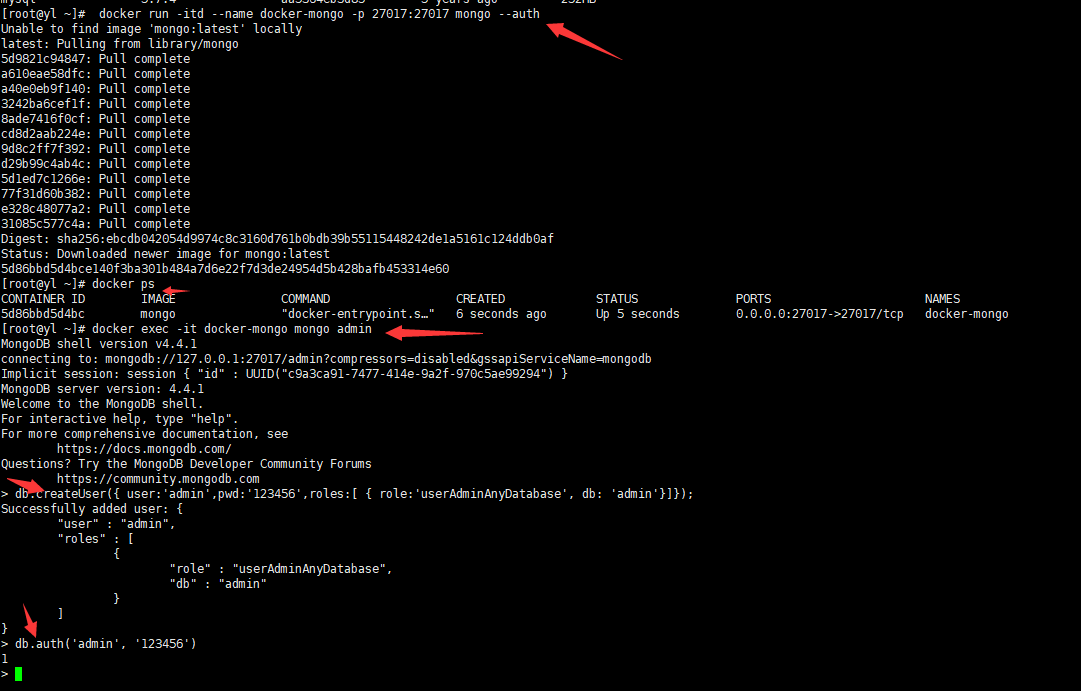 [root@yl ~]#  docker run -itd --name docker-mongo -p 27017:27017 mongo --auth
Unable to find image 'mongo:latest' locally
latest: Pulling from library/mongo
5d9821c94847: Pull complete
a610eae58dfc: Pull complete
a40e0eb9f140: Pull complete
3242ba6cef1f: Pull complete
8ade7416f0cf: Pull complete
cd8d2aab224e: Pull complete
9d8c2ff7f392: Pull complete
d29b99c4ab4c: Pull complete
5d1ed7c1266e: Pull complete
77f31d60b382: Pull complete
e328c48077a2: Pull complete
31085c577c4a: Pull complete
Digest: sha256:ebcdb042054d9974c8c3160d761b0bdb39b55115448242de1a5161c124ddb0af
Status: Downloaded newer image for mongo:latest
5d86bbd5d4bce140f3ba301b484a7d6e22f7d3de24954d5b428bafb453314e60
[root@yl ~]# docker ps
CONTAINER ID        IMAGE               COMMAND                  CREATED             STATUS              PORTS                      NAMES
5d86bbd5d4bc        mongo               "docker-entrypoint.s…"   6 seconds ago       Up 5 seconds        0.0.0.0:27017->27017/tcp   docker-mongo
[root@yl ~]# docker exec -it docker-mongo mongo admin
MongoDB shell version v4.4.1
connecting to: mongodb://127.0.0.1:27017/admin?compressors=disabled&gssapiServiceName=mongodb
Implicit session: session { "id" : UUID("c9a3ca91-7477-414e-9a2f-970c5ae99294") }
MongoDB server version: 4.4.1
Welcome to the MongoDB shell.
For interactive help, type "help".
For more comprehensive documentation, see
        https://docs.mongodb.com/
Questions? Try the MongoDB Developer Community Forums
        https://community.mongodb.com
> db.createUser({ user:'admin',pwd:'123456',roles:[ { role:'userAdminAnyDatabase', db: 'admin'}]});
Successfully added user: {
        "user" : "admin",
        "roles" : [
                {
                        "role" : "userAdminAnyDatabase",
                        "db" : "admin"
                }
        ]
}
> db.auth('admin', '123456')
1
>